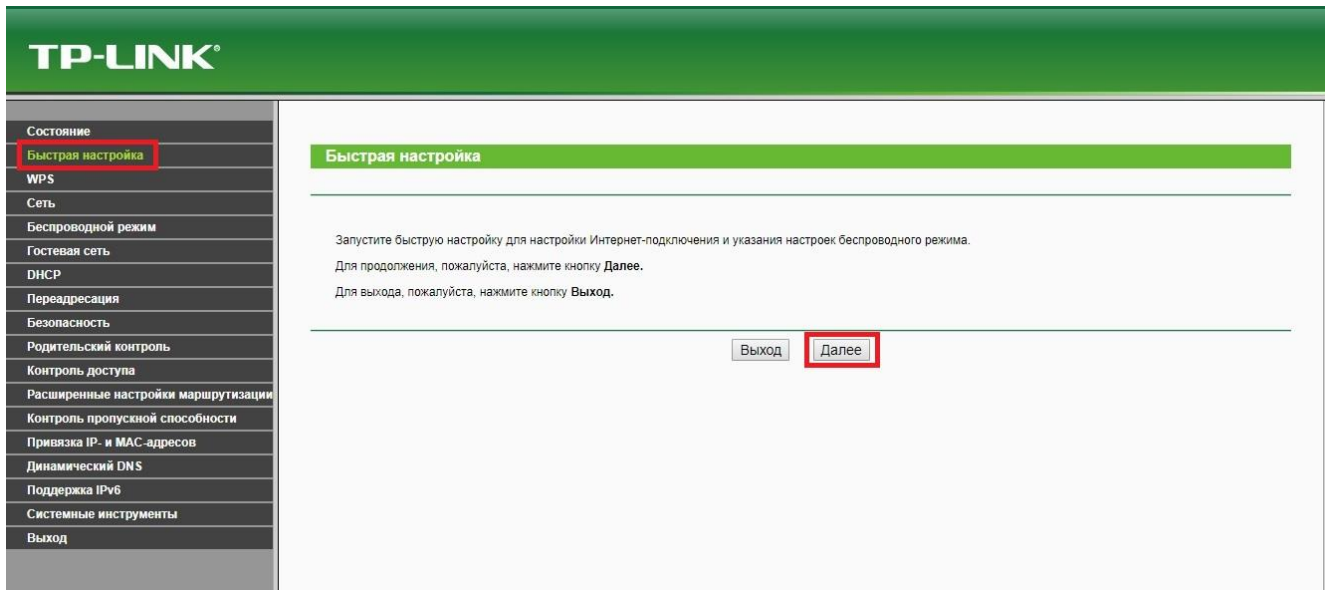 TP-LINK®
Состояние
Быстрая настройка
WPS
Сеть
Беспроводной режим
Гостевая сеть
DHCP
Переадресация
Безопасность
Родительский контроль
Контроль доступа
Расширенные настройки маршрутизации
Контроль пропускной способности
Привязка IP- и MAC-адресов
Динамический DNS
Поддержка IPv6
Системные инструменты
Выход
Быстрая настройка
Запустите быструю настройку для настройки Интернет-подключения и указания настроек беспроводного режима.
Для продолжения, пожалуйста, нажмите кнопку Далее.
Для выхода, пожалуйста, нажмите кнопку Выход.
Выход Далее